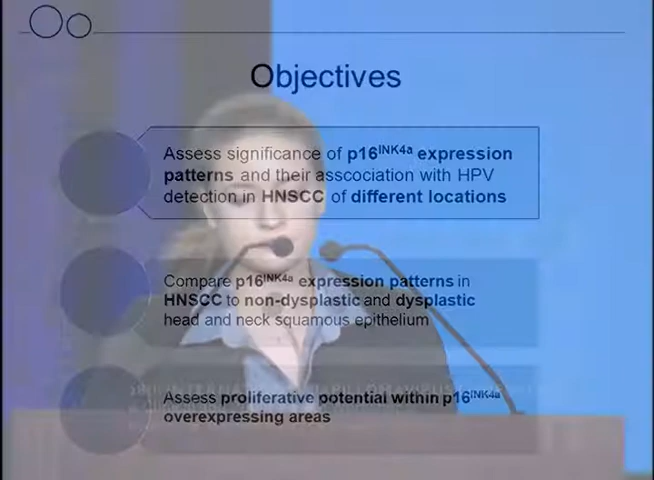 Objectives
Assess significance of p16INK4a expression
patterns and their asscociation with HPV
detection in HNSCC of different locations
Compare p16INK4a expression patterns in
HNSCC to non-dysplastic and dysplastic
head and neck squamous epithelium
INTERNATIONAL PAPILLOMAVIRUS
Assess proliferative potential within p16INK4a
overexpressing areas